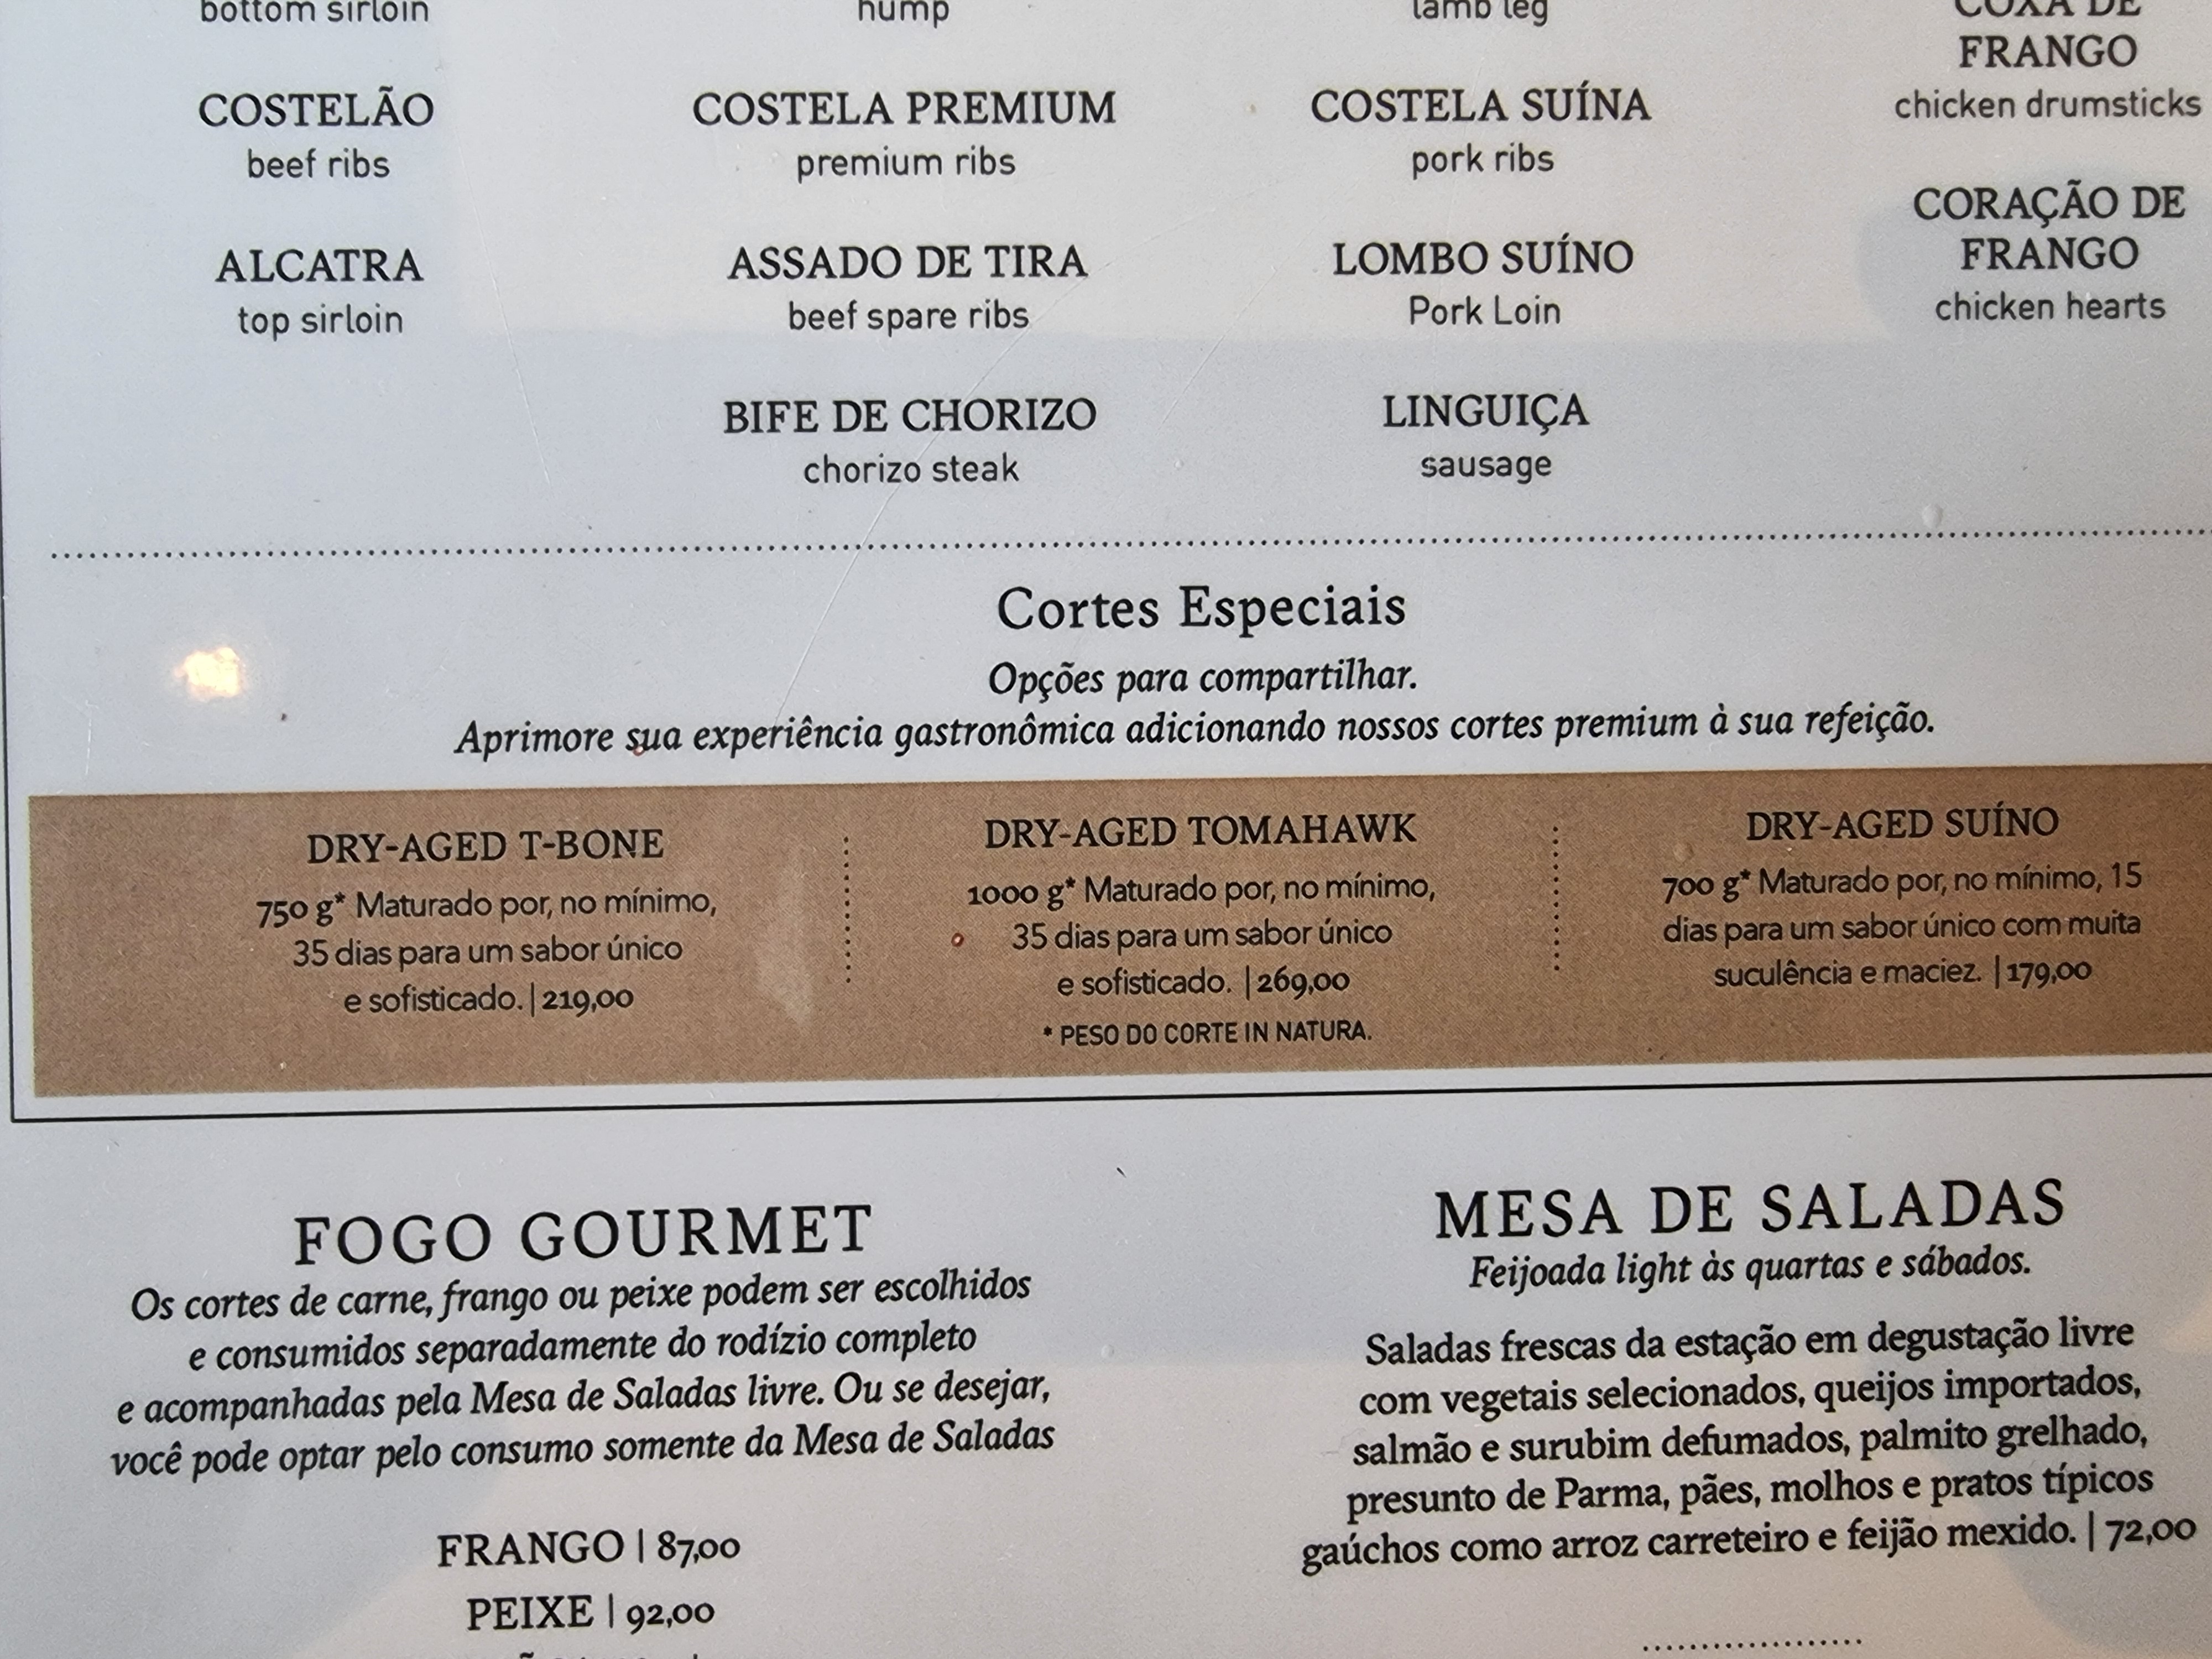 bottom sirloin
hump
lamb leg
COXA DE
FRANGO
chicken drumsticks
COSTELÃO
beef ribs
COSTELA PREMIUM
premium ribs
COSTELA SUÍNA
pork ribs
CORAÇÃO DE
FRANGO
chicken hearts
ALCATRA
top sirloin
ASSADO DE TIRA
beef spare ribs
LOMBO SUÍNO
Pork Loin
BIFE DE CHORIZO
chorizo steak
LINGUIÇA
sausage
Cortes Especiais
Opções para compartilhar.
Aprimore sua experiência gastronômica adicionando nossos cortes premium à sua refeição.
DRY-AGED T-BONE
750 g* Maturado por, no mínimo,
35 dias para um sabor único
e sofisticado. | 219,00
DRY-AGED TOMAHAWK
1000 g* Maturado por, no mínimo,
35 dias para um sabor único
e sofisticado. | 269,00
* PESO DO CORTE IN NATURA.
DRY-AGED SUÍNO
700 g* Maturado por, no mínimo, 15
dias para um sabor único com muita
suculência e maciez. | 179,00
FOGO GOURMET
Os cortes de carne, frango ou peixe podem ser escolhidos
e consumidos separadamente do rodízio completo
e acompanhadas pela Mesa de Saladas livre. Ou se desejar,
você pode optar pelo consumo somente da Mesa de Saladas
FRANGO | 87,00
PEIXE | 92,00
MESA DE SALADAS
Feijoada light às quartas e sábados.
Saladas frescas da estação em degustação livre
com vegetais selecionados, queijos importados,
salmão e surubim defumados, palmito grelhado,
presunto de Parma, pães, molhos e pratos típicos
gaúchos como arroz carreteiro e feijão mexido. | 72,00